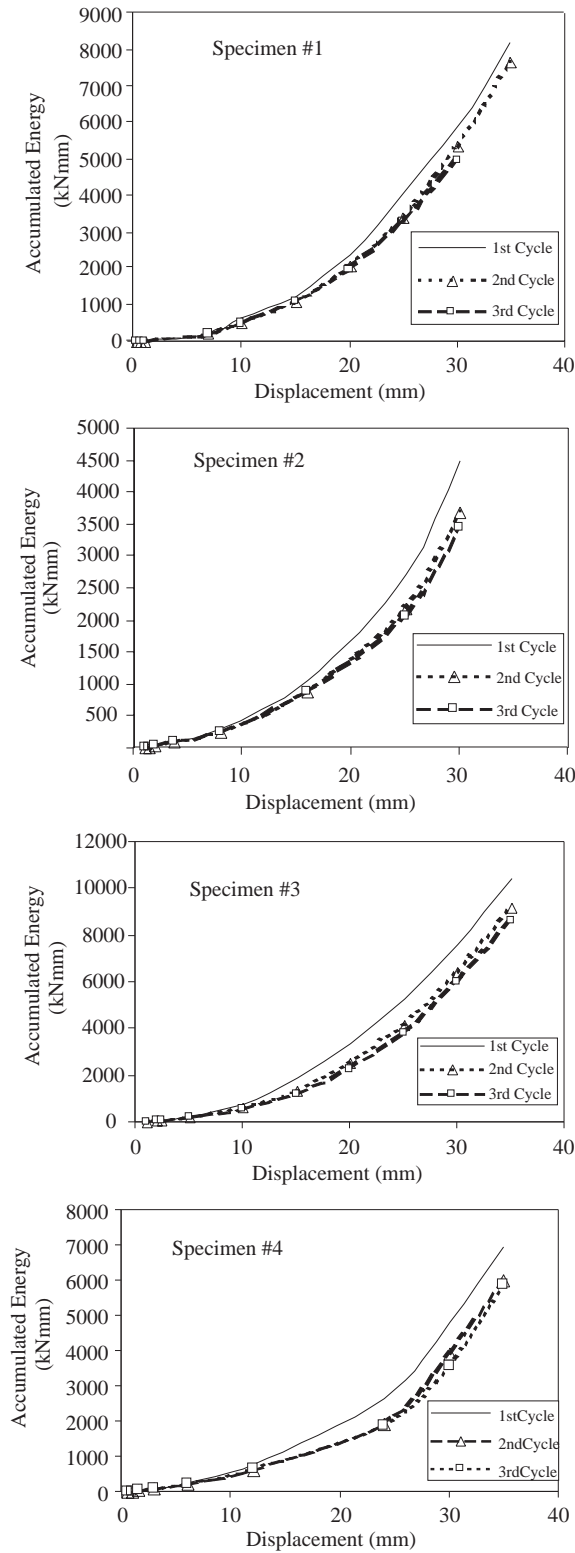 Specimen #1
Accumulated Energy
(kNmm)
9000
8000
7000
6000
5000
4000
3000
2000
1000
0
1st Cycle
2nd Cycle
3rd Cycle
0 10 20 30 40
Displacement (mm)
Specimen #2
Accumulated Energy
(kNmm)
5000
4500
4000
3500
3000
2500
2000
1500
1000
500
1st Cycle
2nd Cycle
3rd Cycle
0 10 20 30 40
Displacement (mm)
Specimen #3
Accumulated Energy
(kNmm)
12000
10000
8000
6000
4000
2000
0
1st Cycle
2nd Cycle
3rd Cycle
0 10 20 30 40
Displacement (mm)
Specimen #4
Accumulated Energy
(kNmm)
8000
7000
6000
5000
4000
3000
2000
1000
0
1stCycle
2ndCycle
3rdCycle
0 10 20 30 40
Displacement (mm)